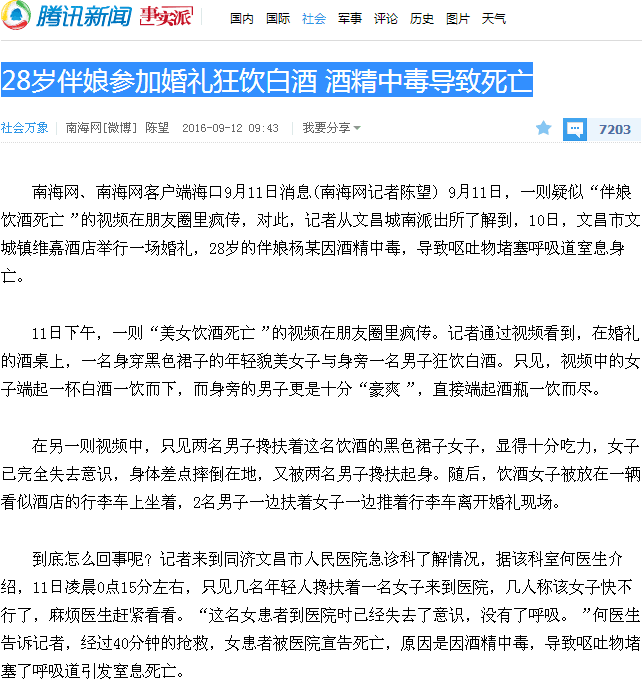 腾讯新闻 事实派 国内 国际 社会 军事 评论 历史 图片 天气
28岁伴娘参加婚礼狂饮白酒 酒精中毒导致死亡
社会万象 南海网[微博] 陈望 2016-09-12 09:43 我要分享 7203
南海网、南海网客户端海口9月11日消息(南海网记者陈望) 9月11日，一则疑似“伴娘
饮酒死亡”的视频在朋友圈里疯传，对此，记者从文昌城南派出所了解到，10日，文昌市文
城镇维嘉酒店举行一场婚礼，28岁的伴娘杨某因酒精中毒，导致呕吐物堵塞呼吸道窒息身
亡。
11日下午，一则“美女饮酒死亡”的视频在朋友圈里疯传。记者通过视频看到，在婚礼
的酒桌上，一名身穿黑色裙子的年轻貌美女子与身旁一名男子狂饮白酒。只见，视频中的女
子端起一杯白酒一饮而下，而身旁的男子更是十分“豪爽”，直接端起酒瓶一饮而尽。
在另一则视频中，只见两名男子搀扶着这名饮酒的黑色裙子女子，显得十分吃力，女子
已完全失去意识，身体差点摔倒在地，又被两名男子搀扶起身。随后，饮酒女子被放在一辆
看似酒店的行李车上坐着，2名男子一边扶着女子一边推着行李车离开婚礼现场。
到底怎么回事呢？记者来到同济文昌市人民医院急诊科了解情况，据该科室何医生介
绍，11日凌晨0点15分左右，只见几名年轻人搀扶着一名女子来到医院，几人称该女子快不
行了，麻烦医生赶紧看看。“这名女患者到医院时已经失去了意识，没有了呼吸。”何医生
告诉记者，经过40分钟的抢救，女患者被医院宣告死亡，原因是因酒精中毒，导致呕吐物堵
塞了呼吸道引发窒息死亡。